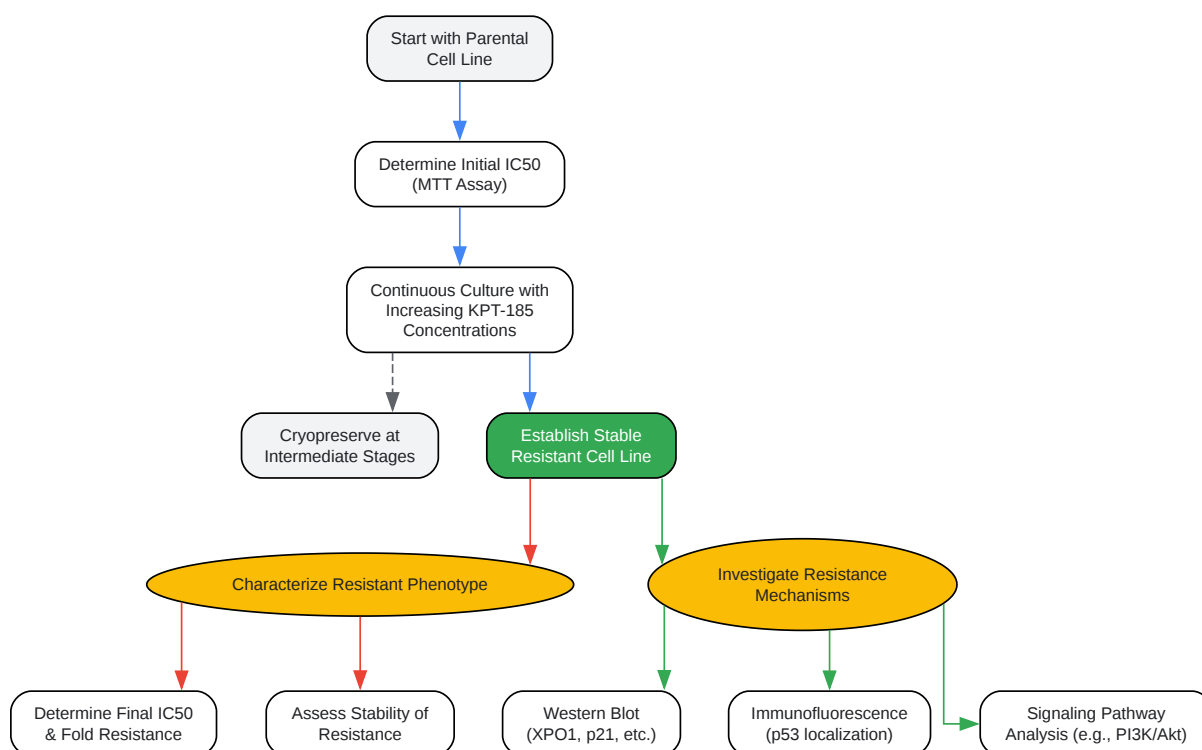 Start with Parental
Cell Line
Determine Initial IC50
(MTT Assay)
Continuous Culture with
Increasing KPT-185
Concentrations
Cryopreserve at
Intermediate Stages
Establish Stable
Resistant Cell Line
Characterize Resistant Phenotype
Investigate Resistance
Mechanisms
Determine Final IC50
& Fold Resistance
Assess Stability of
Resistance
Western Blot
(XPO1, p21, etc.)
Immunofluorescence
(p53 localization)
Signaling Pathway
Analysis (e.g., PI3K/Akt)